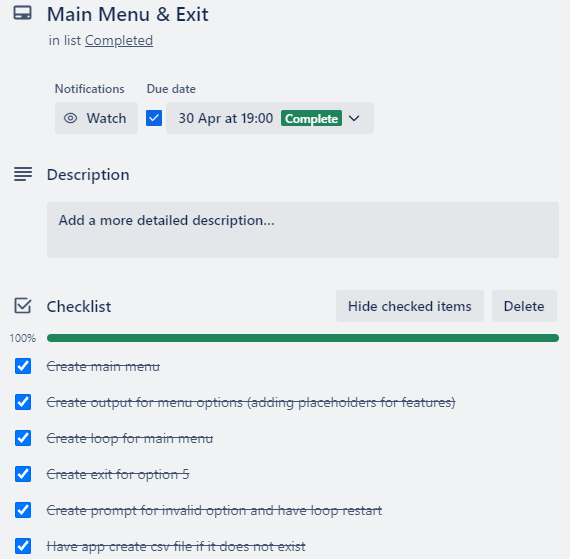 Main Menu & Exit
in list Completed
Notifications Due date
Watch 30 Apr at 19:00 Complete
Description
Add a more detailed description...
Checklist Hide checked items Delete
100%
Create main menu
Create output for menu options (adding placeholders for features)
Create loop for main menu
Create exit for option 5
Create prompt for invalid option and have loop restart
Have app create csv file if it does not exist